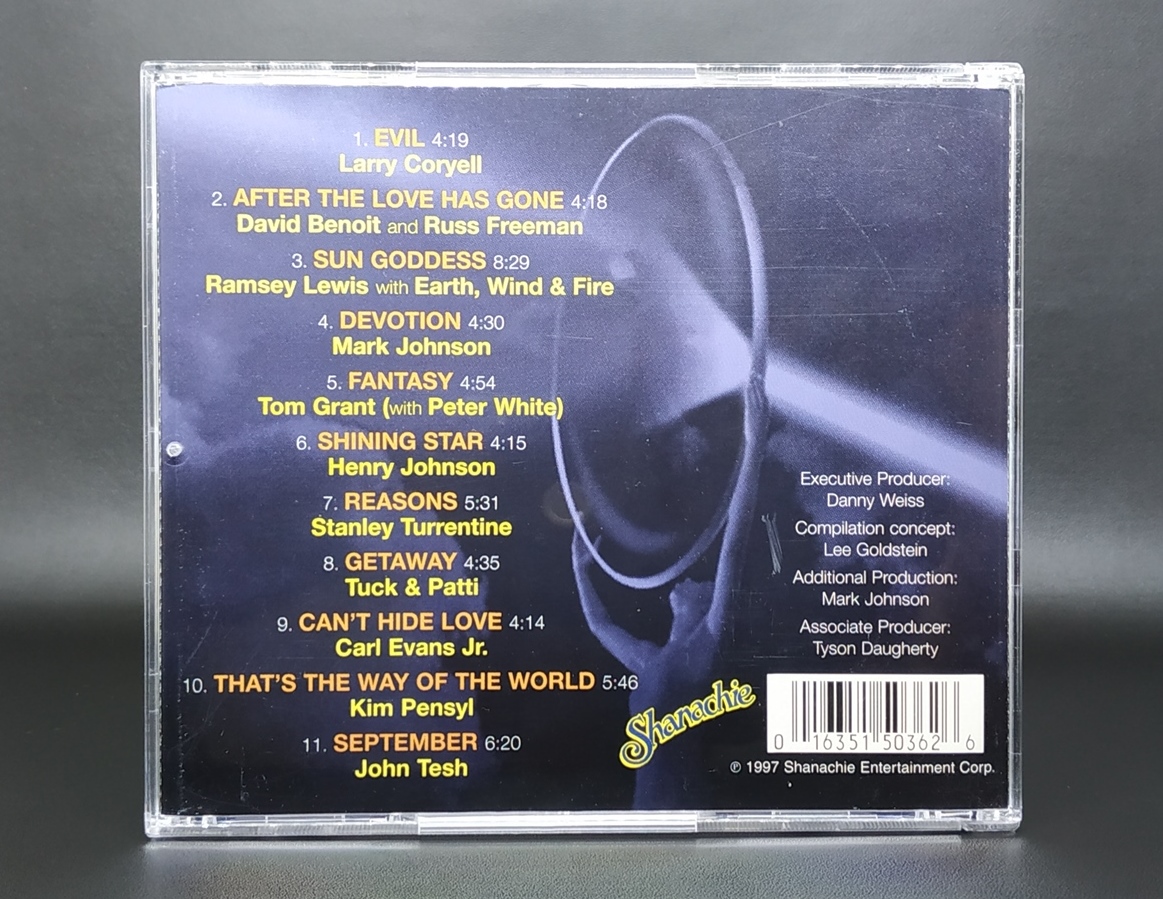 1. EVIL 4:19
Larry Coryell
2. AFTER THE LOVE HAS GONE 4:18
David Benoit and Russ Freeman
3. SUN GODDESS 8:29
Ramsey Lewis with Earth, Wind & Fire
4. DEVOTION 4:30
Mark Johnson
5. FANTASY 4:54
Tom Grant (with Peter White)
6. SHINING STAR 4:15
Henry Johnson
7. REASONS 5:31
Stanley Turrentine
8. GETAWAY 4:35
Tuck & Patti
9. CAN'T HIDE LOVE 4:14
Carl Evans Jr.
10. THAT'S THE WAY OF THE WORLD 5:46
Kim Pensyl
11. SEPTEMBER 6:20
John Tesh
Executive Producer:
Danny Weiss
Compilation concept:
Lee Goldstein
Additional Production:
Mark Johnson
Associate Producer:
Tyson Daugherty
Shanachie
0 16351 50362 6
℗ 1997 Shanachie Entertainment Corp.